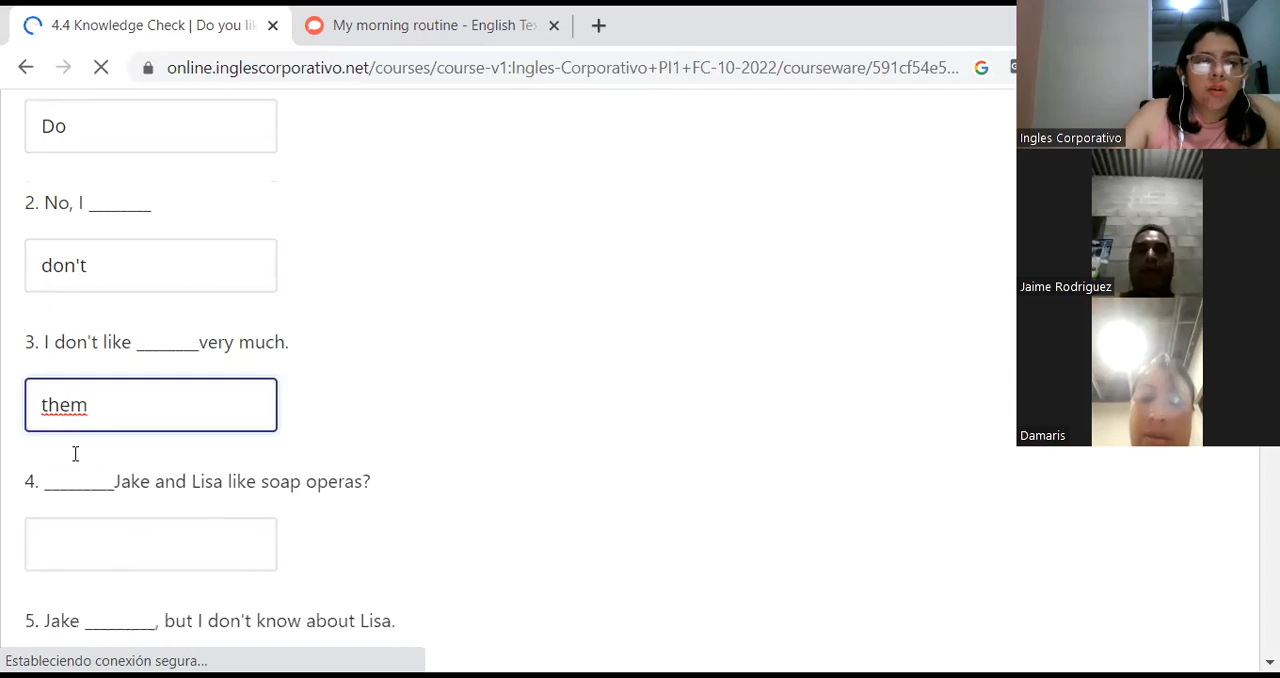 4.4 Knowledge Check | Do you li
My morning routine - English Te
online.inglescorporativo.net/courses/course-v1:Ingles-Corporativo+PI1+FC-10-2022/courseware/591cf54e5...
Do
2. No, I ________
don't
3. I don't like ________very much.
them
4. _________Jake and Lisa like soap operas?
5. Jake _________, but I don't know about Lisa.
Estableciendo conexión segura...
Ingles Corporativo
Jaime Rodriguez
Damaris